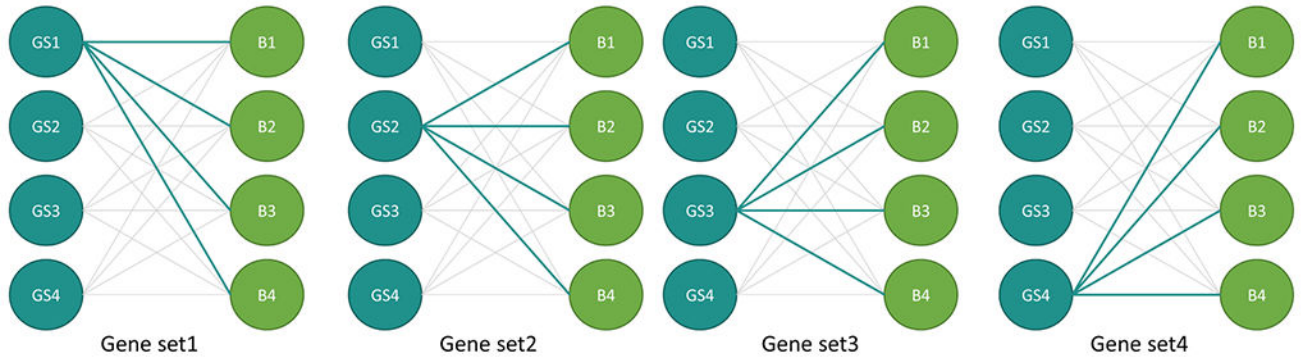 GS1 B1 GS1 B1 GS1 B1 GS1 B1
GS2 B2 GS2 B2 GS2 B2 GS2 B2
GS3 B3 GS3 B3 GS3 B3 GS3 B3
GS4 B4 GS4 B4 GS4 B4 GS4 B4
Gene set1 Gene set2 Gene set3 Gene set4